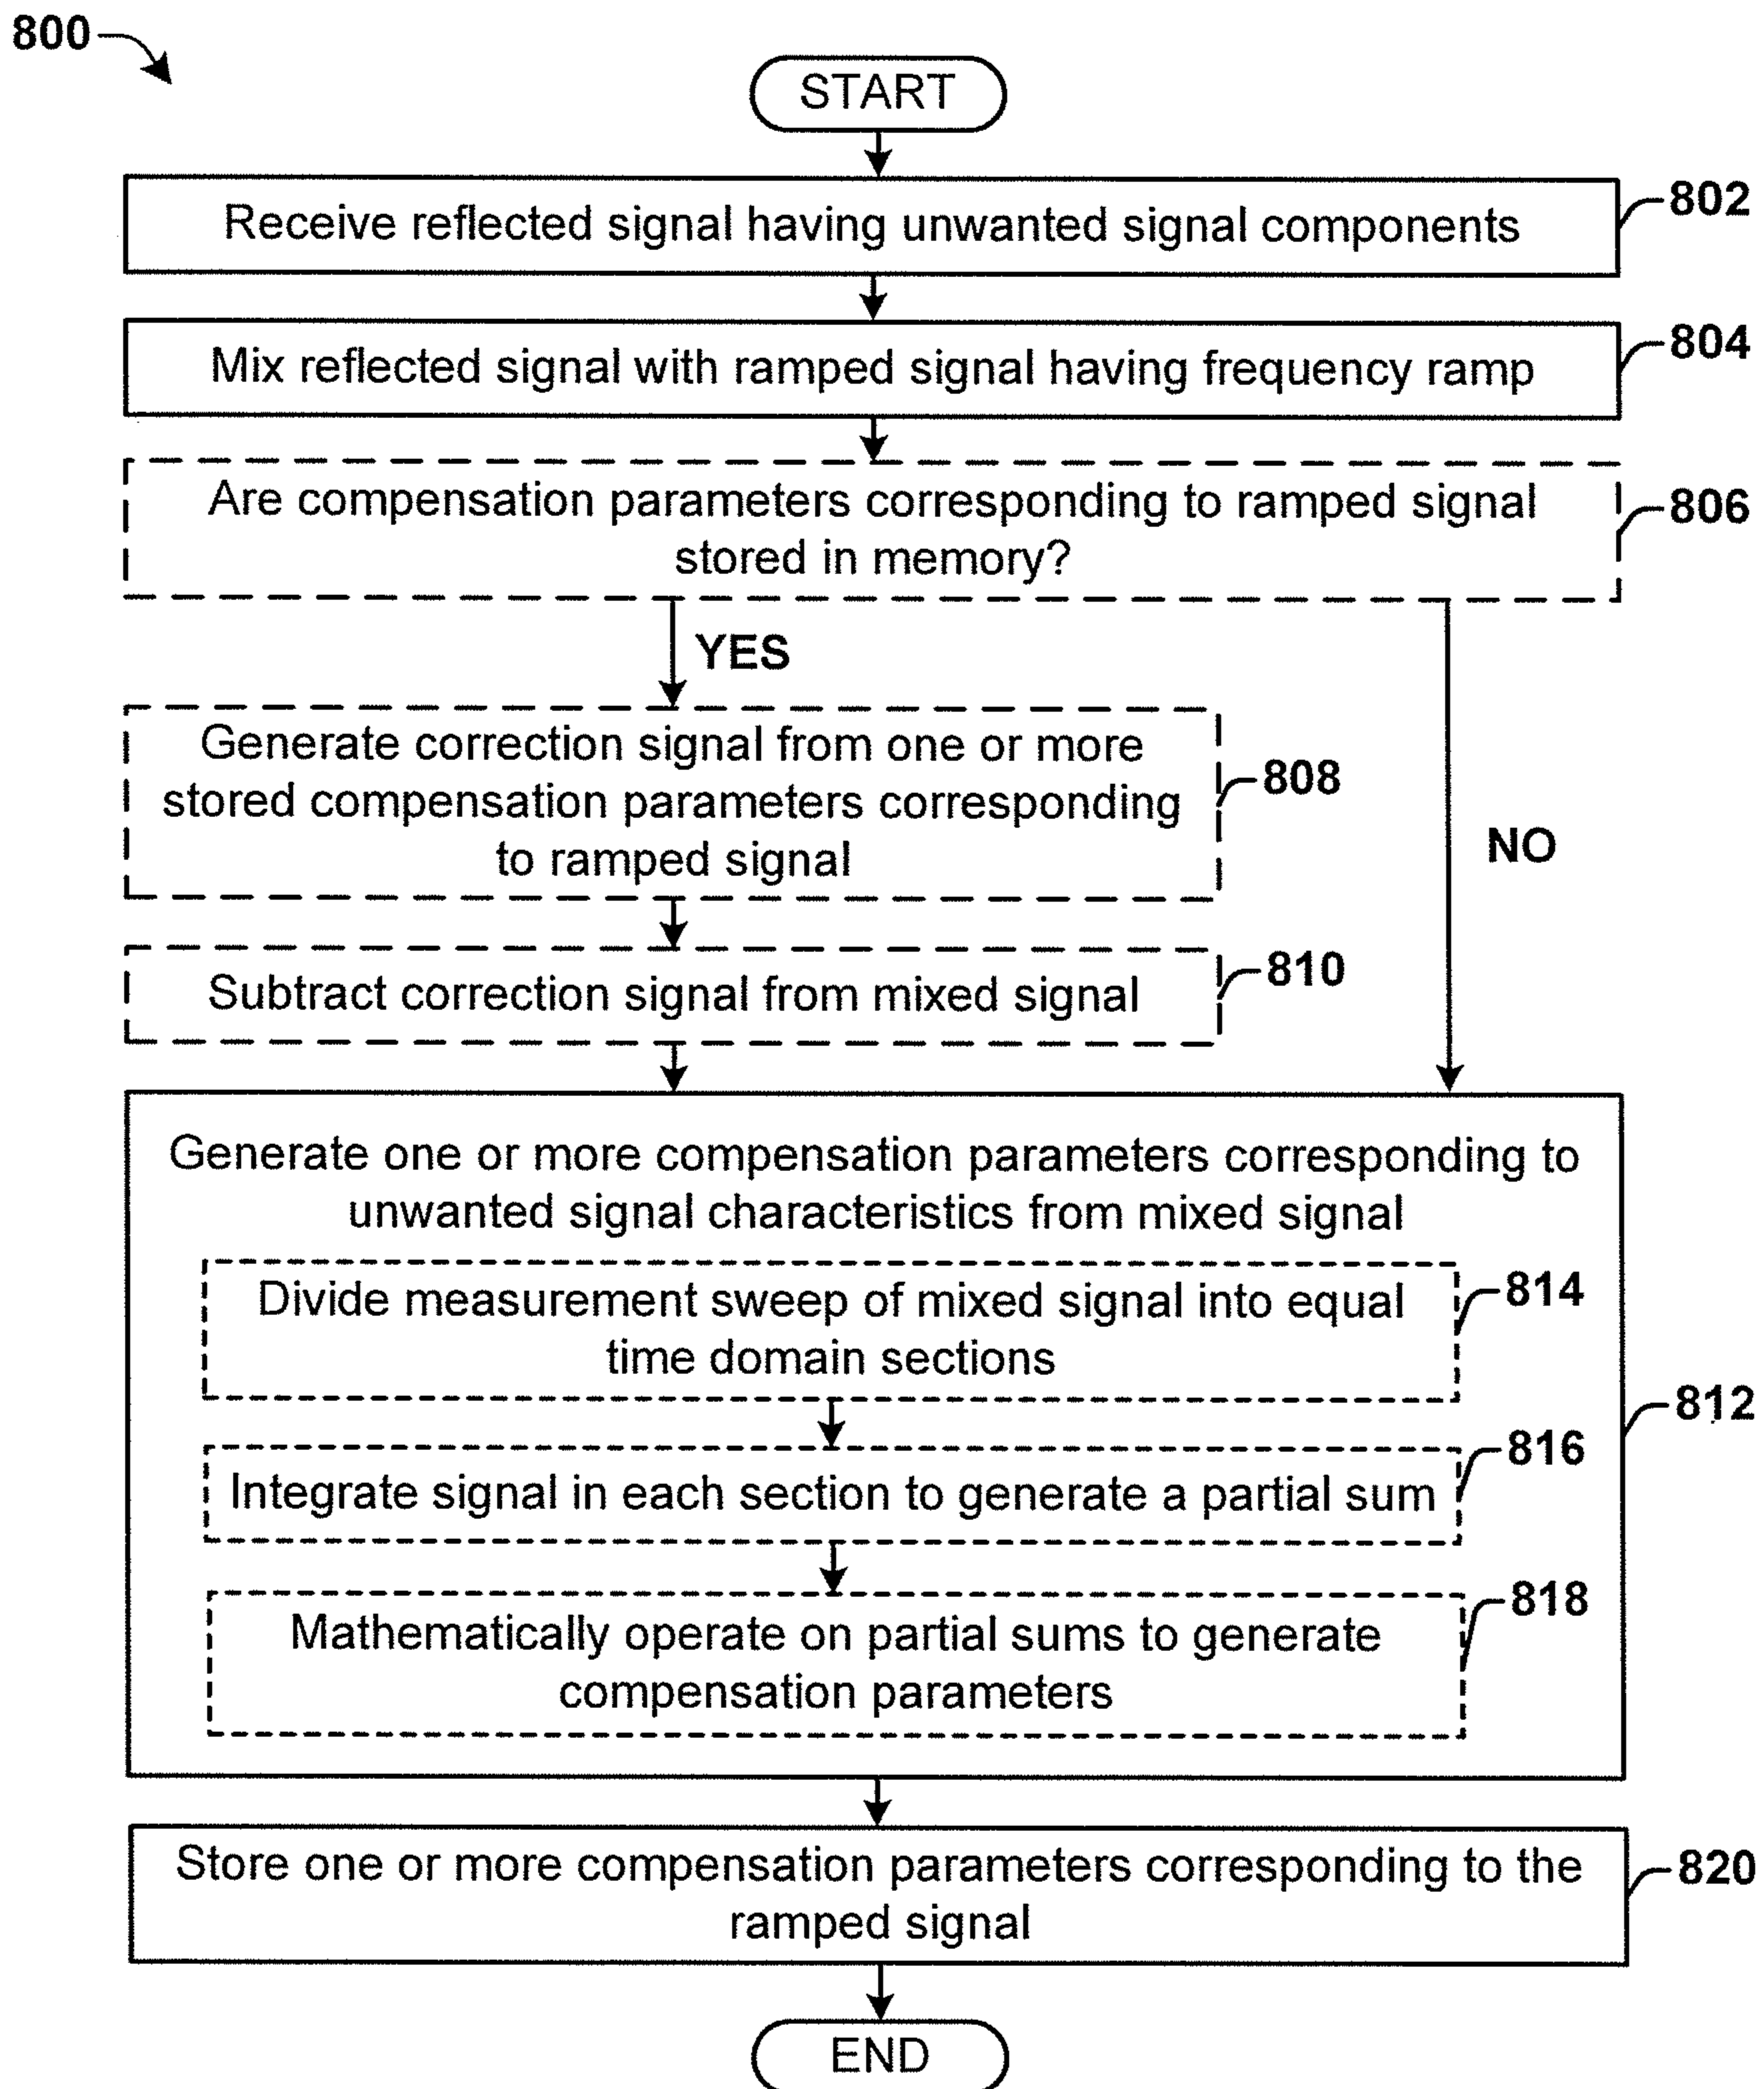 800
START
Receive reflected signal having unwanted signal components
802
Mix reflected signal with ramped signal having frequency ramp
804
Are compensation parameters corresponding to ramped signal
stored in memory?
806
YES
NO
Generate correction signal from one or more
stored compensation parameters corresponding
to ramped signal
808
Subtract correction signal from mixed signal
810
Generate one or more compensation parameters corresponding to
unwanted signal characteristics from mixed signal
812
Divide measurement sweep of mixed signal into equal
time domain sections
814
Integrate signal in each section to generate a partial sum
816
Mathematically operate on partial sums to generate
compensation parameters
818
Store one or more compensation parameters corresponding to the
ramped signal
820
END